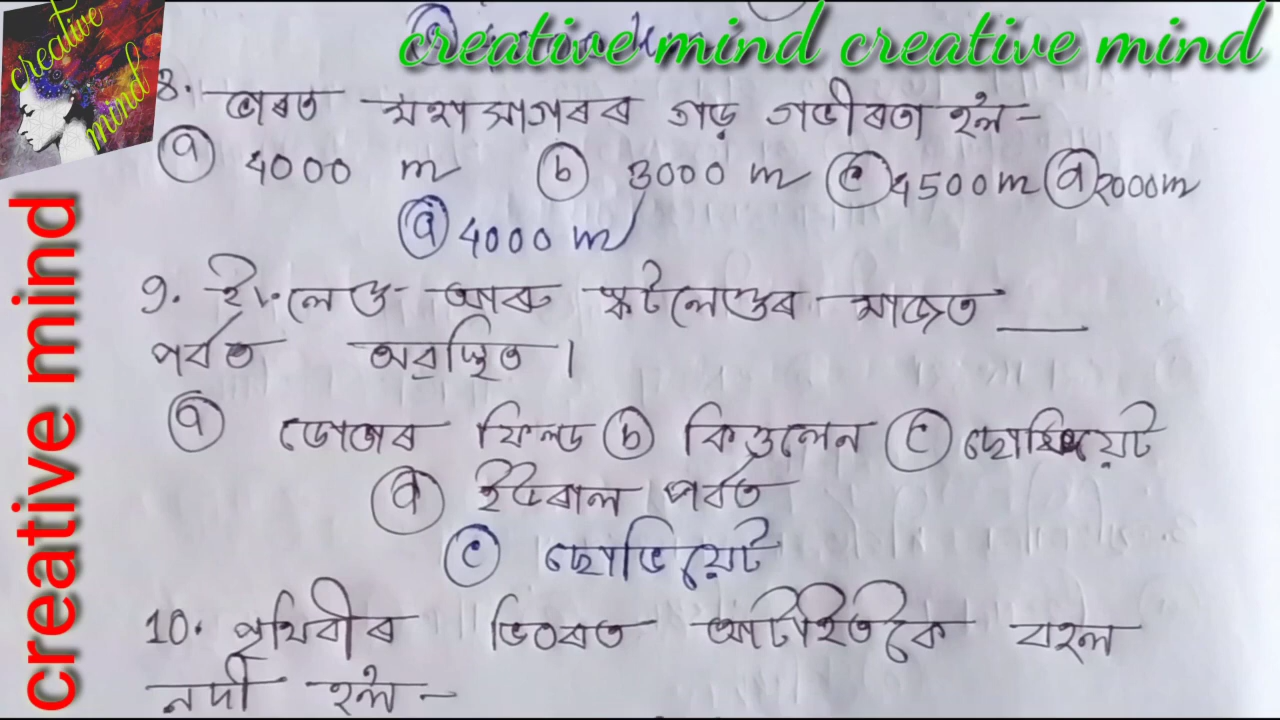 creative mind creative mind
creative mind
creative mind
8. ভাৰত মহাসাগৰৰ গড় গভীৰতা হ'ল -
ⓐ 4000 m ⓑ 3000 m ⓒ 4500m ⓓ 2000m
ⓐ 4000 m
9. ইংলেণ্ড আৰু স্কটলেণ্ডৰ মাজত ___
পৰ্বত অৱস্থিত।
ⓐ ডোজাৰ ফিল্ড ⓑ কিওলেন ⓒ ছোভিয়েট
ⓓ ইউৰাল পৰ্বত
ⓒ ছোভিয়েট
10. পৃথিবীৰ ভিতৰত আটাইতকৈ বহল
নদী হ'ল -